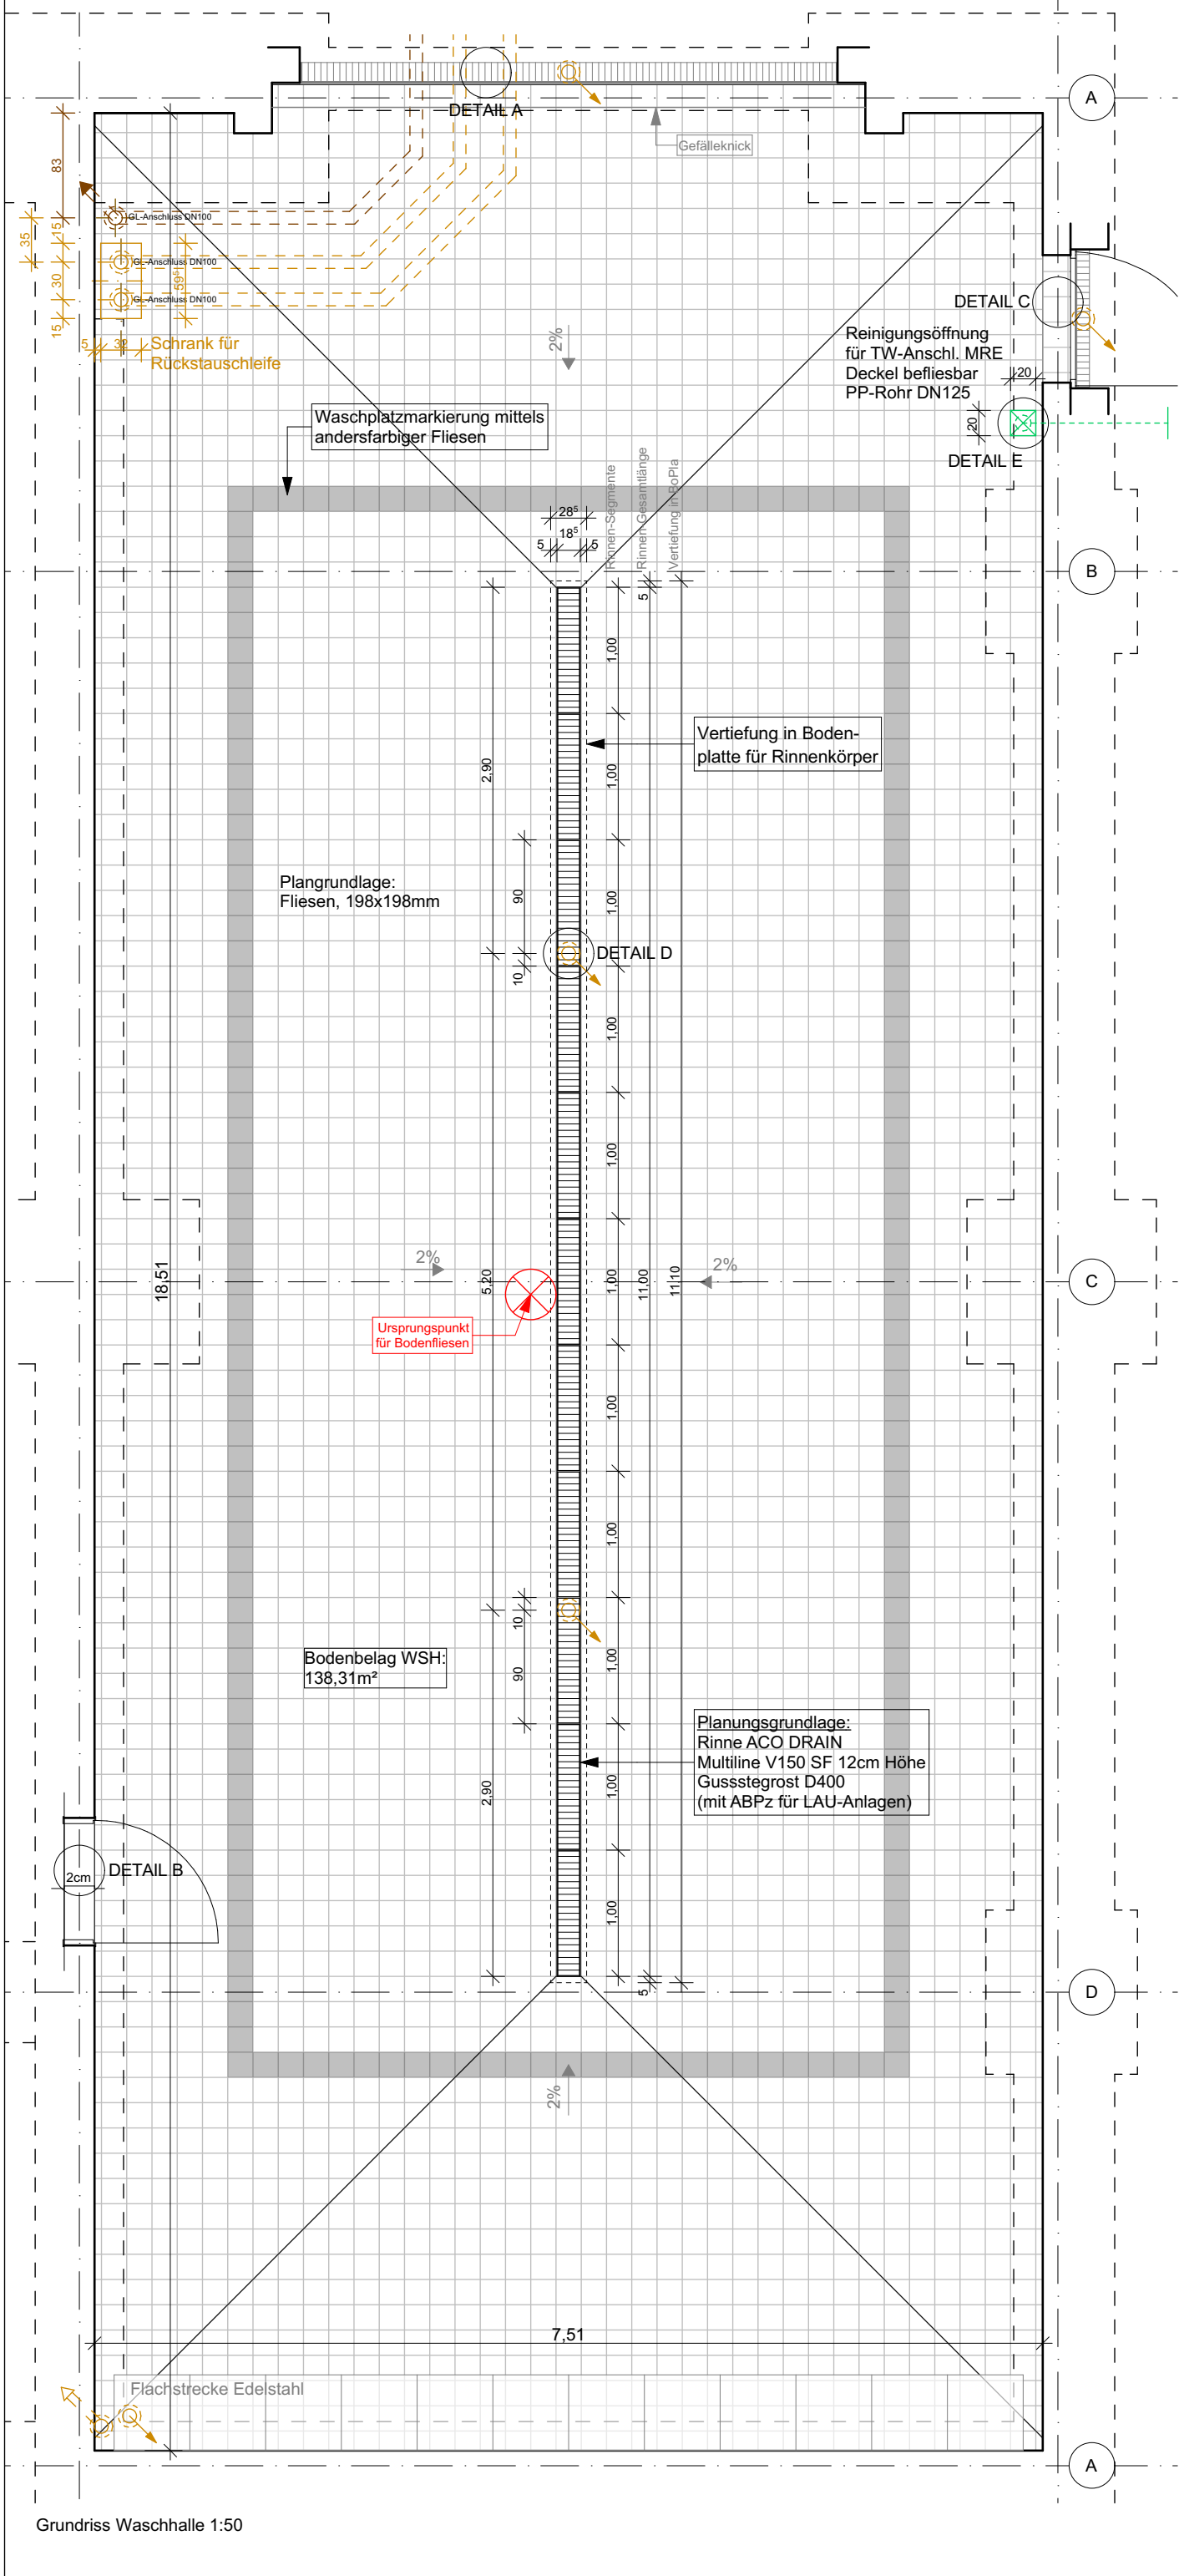 DETAIL A
A
Gefälleknick
83
GL-Anschluss DN100
35
15
GL-Anschluss DN100
30
59⁵
GL-Anschluss DN100
15
5
Schrank für
Rückstauschleife
2%
DETAIL C
Reinigungsöffnung
für TW-Anschl. MRE
Deckel befliesbar
PP-Rohr DN125
20
20
DETAIL E
Waschplatzmarkierung mittels
andersfarbiger Fliesen
Rinnen-Segmente
Rinnen-Gesamtlänge
Vertiefung in BoPla
28⁵
18⁵
5
5
B
5
1,00
Vertiefung in Boden-
platte für Rinnenkörper
2,90
1,00
Plangrundlage:
Fliesen, 198x198mm
90
1,00
DETAIL D
10
1,00
1,00
2%
2%
18,51
5,20
1,00
11,00
11,10
C
Ursprungspunkt
für Bodenfliesen
1,00
1,00
10
Bodenbelag WSH:
138,31m²
90
1,00
Planungsgrundlage:
Rinne ACO DRAIN
Multiline V150 SF 12cm Höhe
Gussstegrost D400
(mit ABPz für LAU-Anlagen)
2,90
1,00
DETAIL B
2cm
1,00
5
D
2%
7,51
Flachstrecke Edelstahl
A
Grundriss Waschhalle 1:50